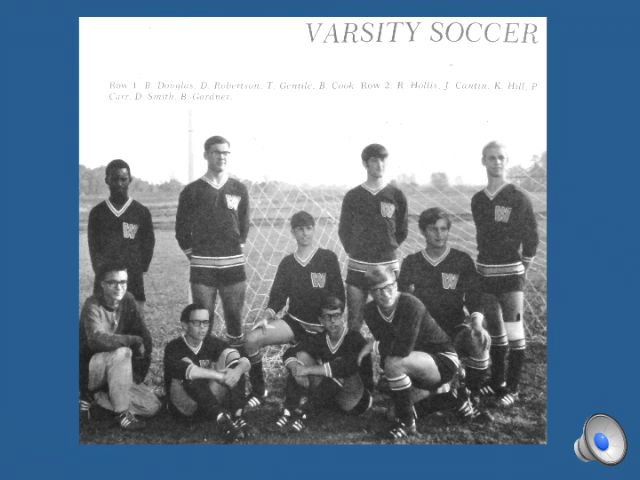 VARSITY SOCCER
Row 1. B. Douglas, D. Robertson, T. Gentile, B. Cook Row 2. R. Hollis, J. Cantin, K. Hill, P
Carr, D. Smith, B. Gardner.
W
W
W
W
W
W